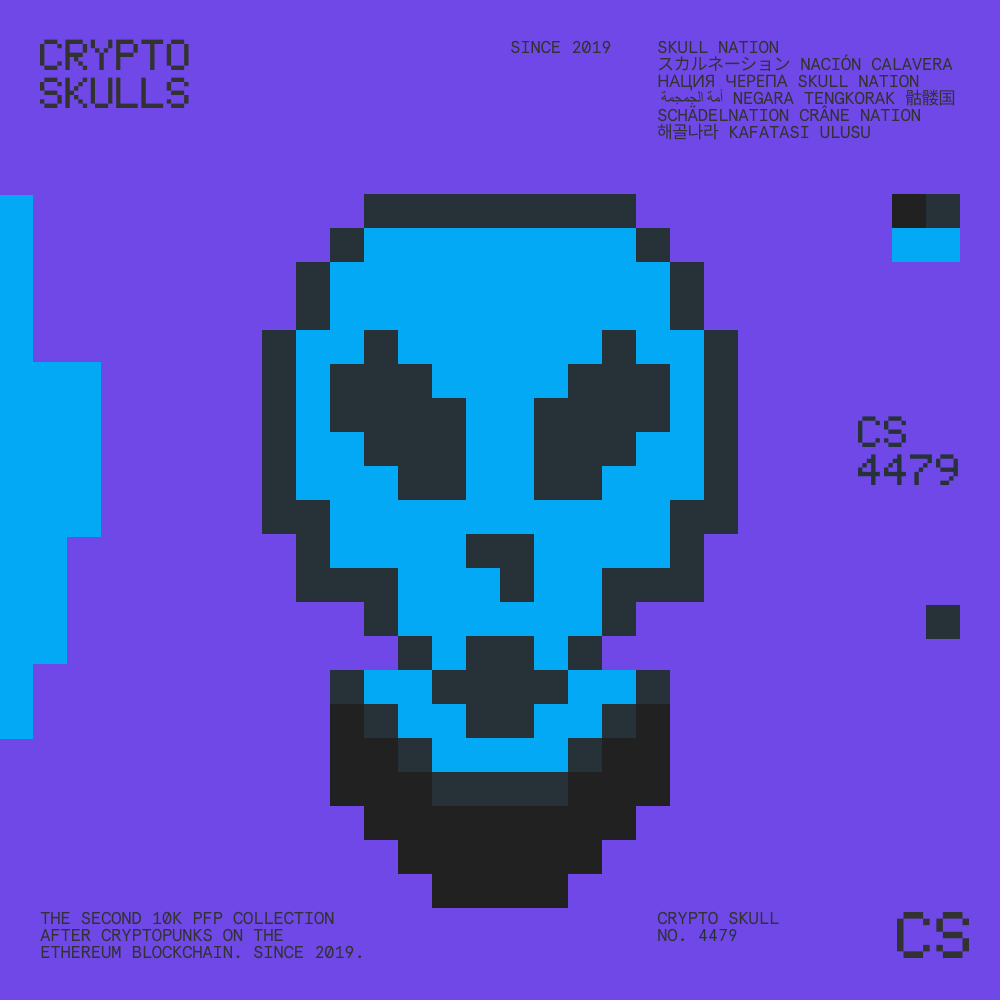 CRYPTO
SKULLS
SINCE 2019
SKULL NATION
スカルネーション NACIÓN CALAVERA
НАЦИЯ ЧЕРЕПА SKULL NATION
أمة الجمجمة NEGARA TENGKORAK 骷髅国
SCHÄDELNATION CRÂNE NATION
해골나라 KAFATASI ULUSU
CS
4479
THE SECOND 10K PFP COLLECTION
AFTER CRYPTOPUNKS ON THE
ETHEREUM BLOCKCHAIN. SINCE 2019.
CRYPTO SKULL
NO. 4479
CS